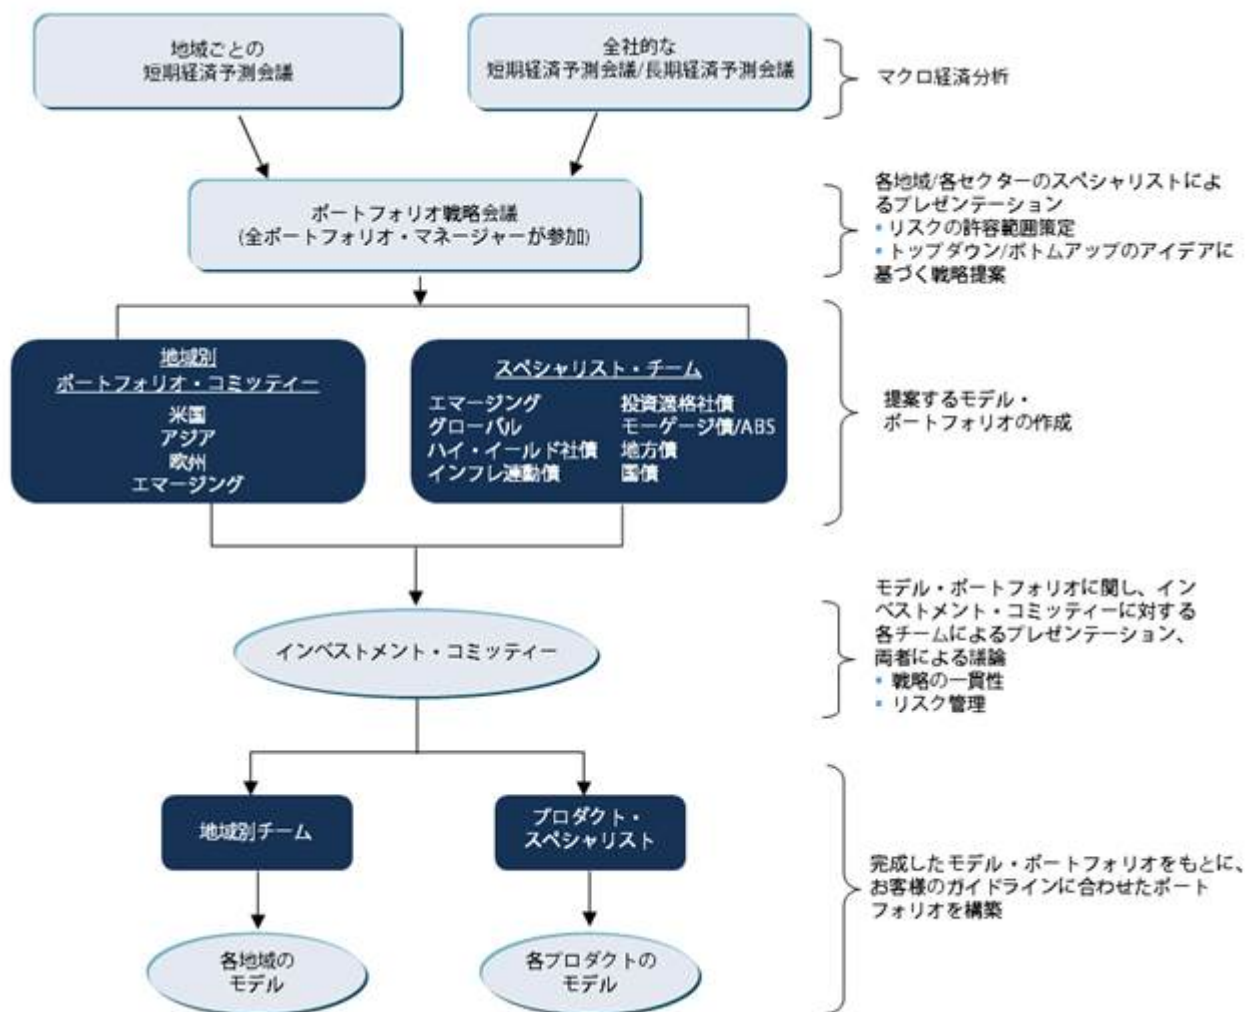 地域ごとの
短期経済予測会議
全社的な
短期経済予測会議/長期経済予測会議
マクロ経済分析
ポートフォリオ戦略会議
(全ポートフォリオ・マネージャーが参加)
各地域/各セクターのスペシャリストによ
るプレゼンテーション
▪ リスクの許容範囲策定
▪ トップダウン/ボトムアップのアイデアに
基づく戦略提案
地域別
ポートフォリオ・コミッティー
米国
アジア
欧州
エマージング
スペシャリスト・チーム
エマージング 投資適格社債
グローバル モーゲージ債/ABS
ハイ・イールド社債 地方債
インフレ連動債 国債
提案するモデル・
ポートフォリオの作成
インベストメント・コミッティー
モデル・ポートフォリオに関し、イン
ベストメント・コミッティーに対する
各チームによるプレゼンテーション、
両者による議論
▪ 戦略の一貫性
▪ リスク管理
地域別チーム
プロダクト・
スペシャリスト
完成したモデル・ポートフォリオをもとに、
お客様のガイドラインに合わせたポート
フォリオを構築
各地域の
モデル
各プロダクトの
モデル